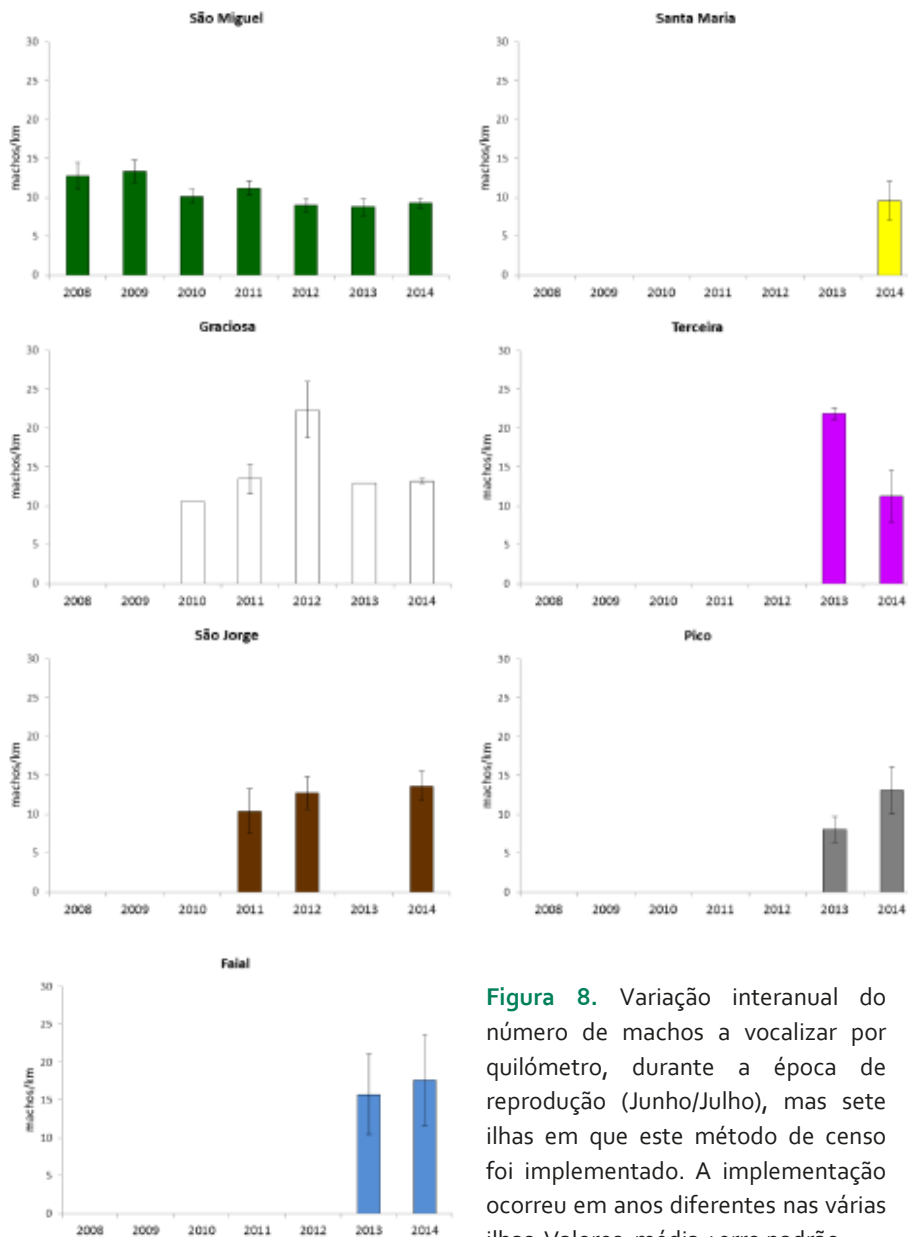 São Miguel
30
25
20
15
10
5
0
machos/km
2008 2009 2010 2011 2012 2013 2014
Santa Maria
30
25
20
15
10
5
0
machos/km
2008 2009 2010 2011 2012 2013 2014
Graciosa
30
25
20
15
10
5
0
machos/km
2008 2009 2010 2011 2012 2013 2014
Terceira
30
25
20
15
10
5
0
machos/km
2008 2009 2010 2011 2012 2013 2014
São Jorge
30
25
20
15
10
5
0
machos/km
2008 2009 2010 2011 2012 2013 2014
Pico
30
25
20
15
10
5
0
machos/km
2008 2009 2010 2011 2012 2013 2014
Faial
30
25
20
15
10
5
0
machos/km
2008 2009 2010 2011 2012 2013 2014
Figura 8. Variação interanual do
número de machos a vocalizar por
quilómetro, durante a época de
reprodução (Junho/Julho), mas sete
ilhas em que este método de censo
foi implementado. A implementação
ocorreu em anos diferentes nas várias